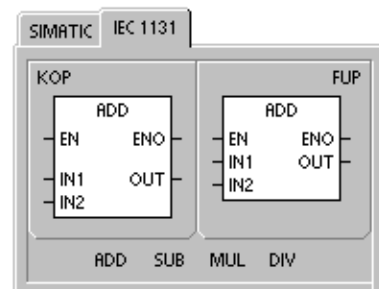 SIMATIC IEC 1131
KOP
ADD
EN ENO
IN1 OUT
IN2
FUP
ADD
EN ENO
IN1 OUT
IN2
ADD SUB MUL DIV